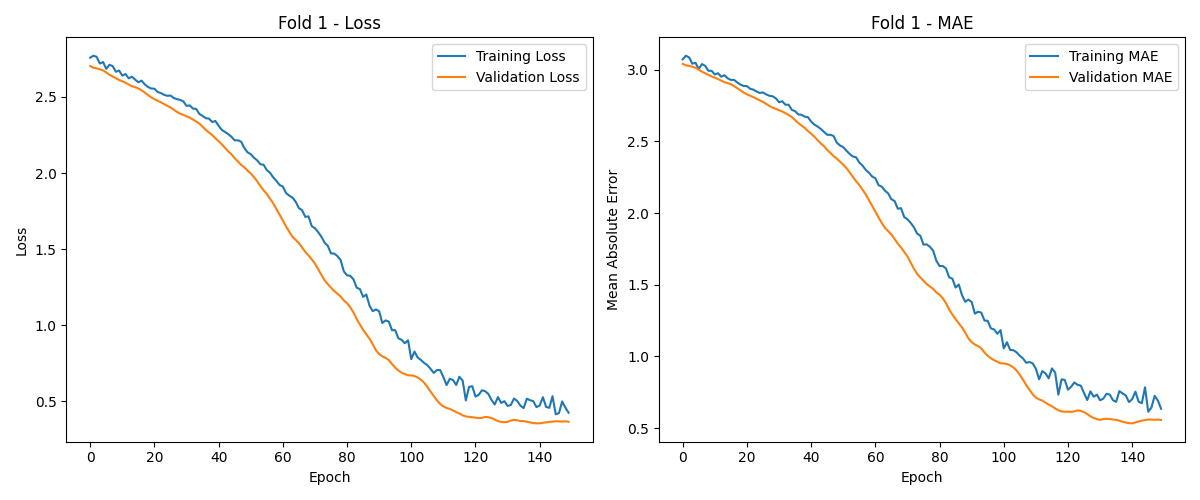 Fold 1 - Loss
Training Loss
Validation Loss
2.5
2.0
1.5
1.0
0.5
Loss
0 20 40 60 80 100 120 140
Epoch
Fold 1 - MAE
Training MAE
Validation MAE
3.0
2.5
2.0
1.5
1.0
0.5
Mean Absolute Error
0 20 40 60 80 100 120 140
Epoch